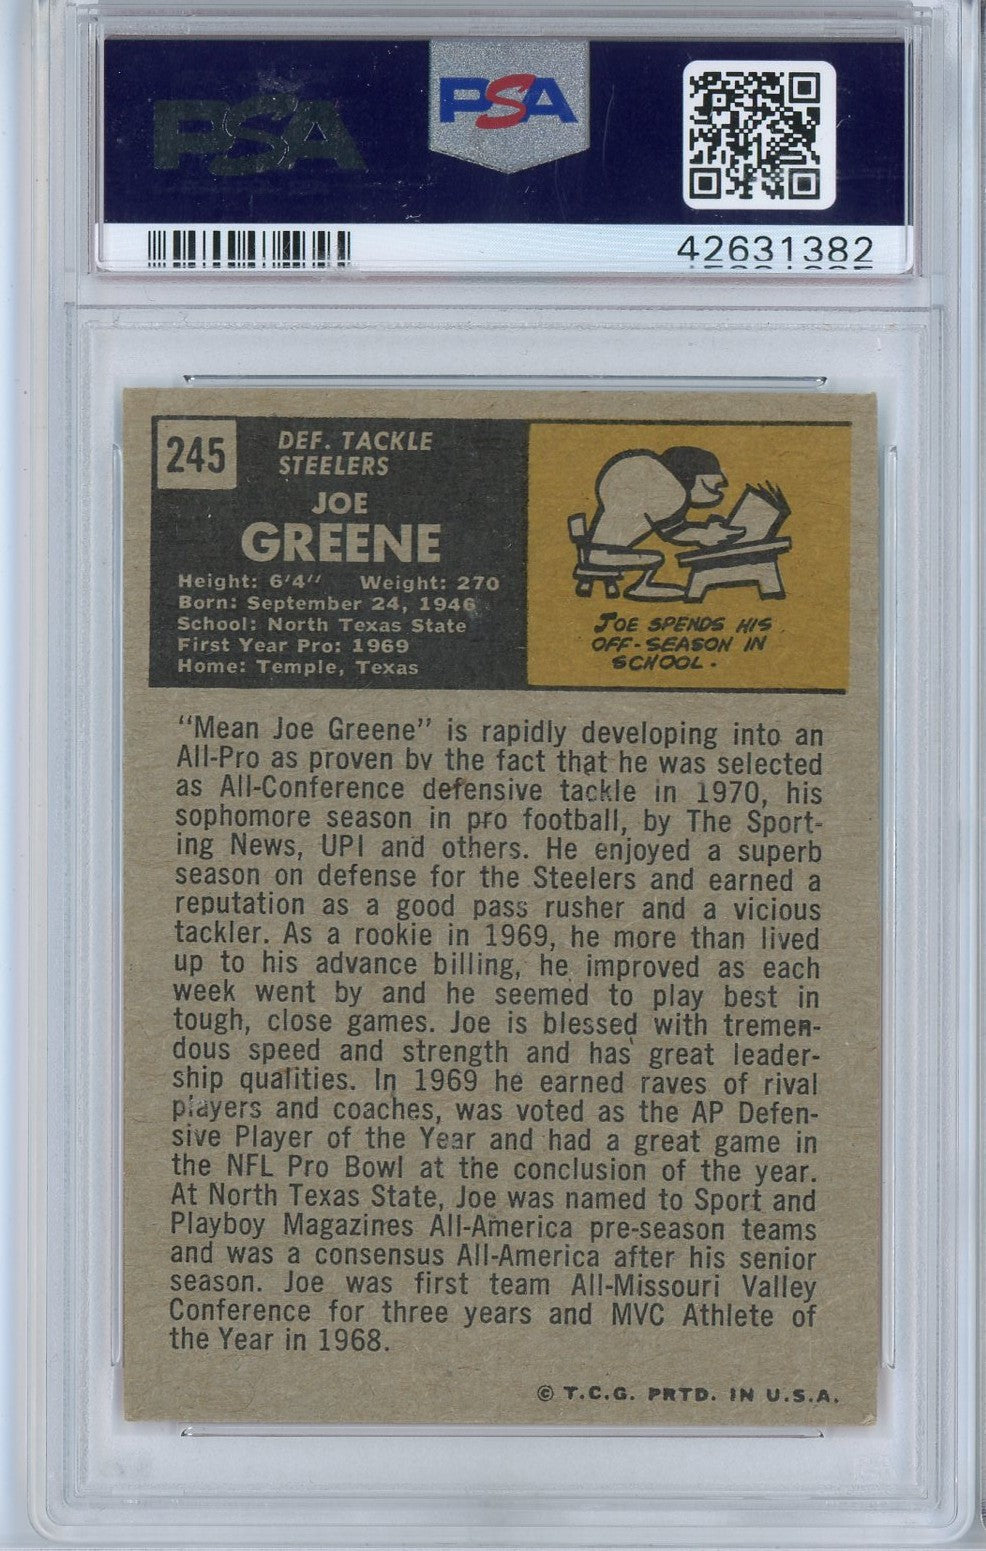 PSA
PSA
42631382
245
DEF. TACKLE
STEELERS
JOE
GREENE
Height: 6'4" Weight: 270
Born: September 24, 1946
School: North Texas State
First Year Pro: 1969
Home: Temple, Texas
JOE SPENDS HIS
OFF-SEASON IN
SCHOOL.
"Mean Joe Greene" is rapidly developing into an
All-Pro as proven by the fact that he was selected
as All-Conference defensive tackle in 1970, his
sophomore season in pro football, by The Sport-
ing News, UPI and others. He enjoyed a superb
season on defense for the Steelers and earned a
reputation as a good pass rusher and a vicious
tackler. As a rookie in 1969, he more than lived
up to his advance billing, he improved as each
week went by and he seemed to play best in
tough, close games. Joe is blessed with tremen-
dous speed and strength and has great leader-
ship qualities. In 1969 he earned raves of rival
players and coaches, was voted as the AP Defen-
sive Player of the Year and had a great game in
the NFL Pro Bowl at the conclusion of the year.
At North Texas State, Joe was named to Sport and
Playboy Magazines All-America pre-season teams
and was a consensus All-America after his senior
season. Joe was first team All-Missouri Valley
Conference for three years and MVC Athlete of
the Year in 1968.
© T.C.G. PRTD. IN U.S.A.